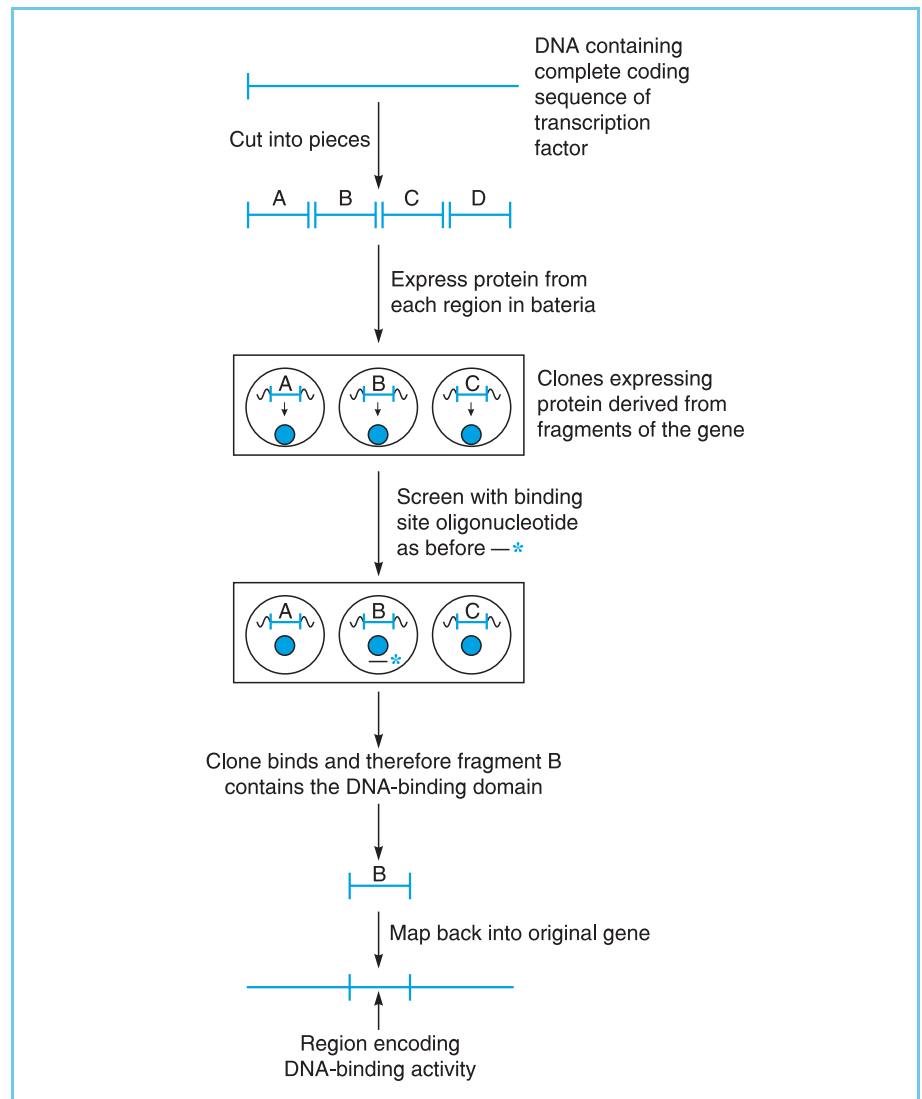 DNA containing
complete coding
sequence of
transcription
factor
Cut into pieces
A B C D
Express protein from
each region in bateria
A B C
Clones expressing
protein derived from
fragments of the gene
Screen with binding
site oligonucleotide
as before —*
A B C
—*
Clone binds and therefore fragment B
contains the DNA-binding domain
B
Map back into original gene
Region encoding
DNA-binding activity